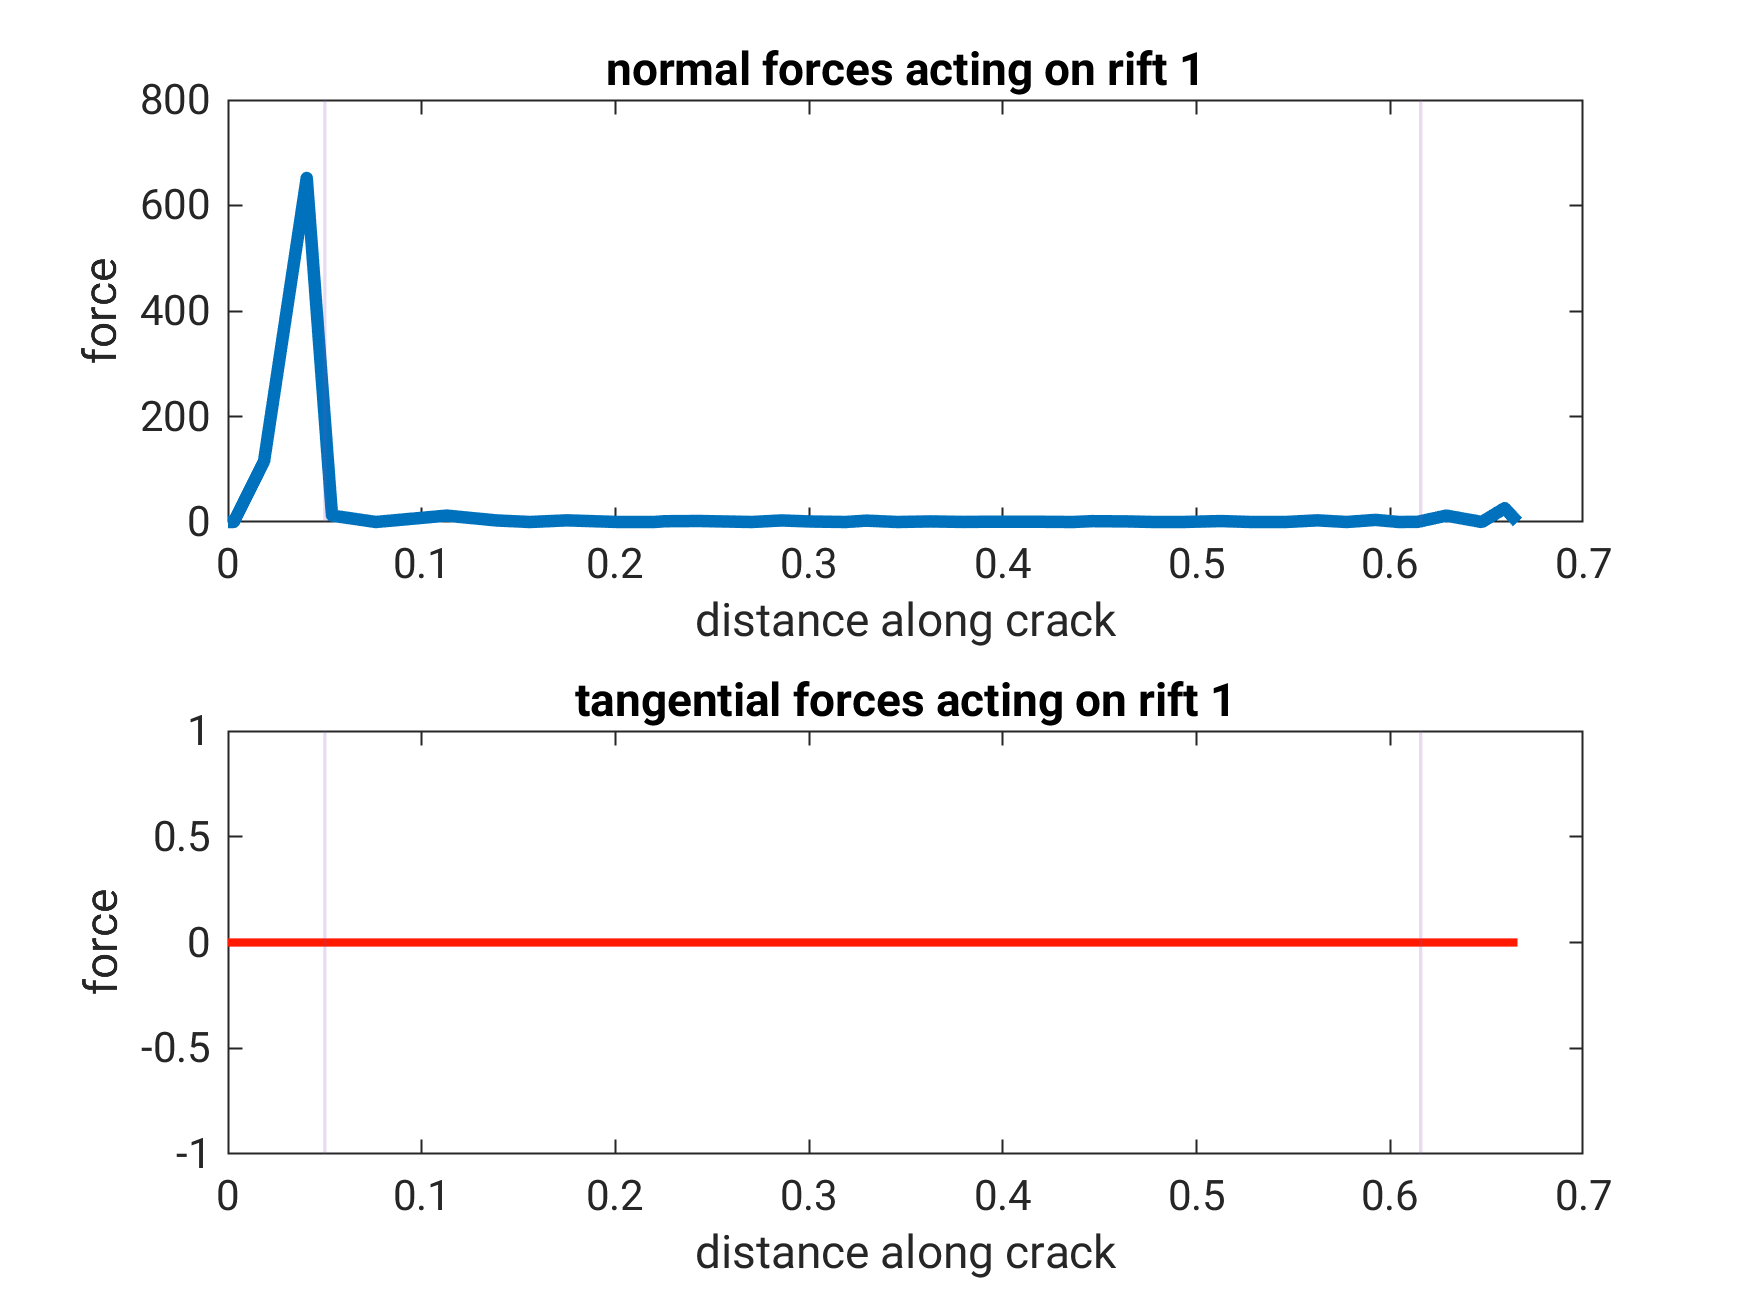 normal forces acting on rift 1
800
600
400
200
0
force
0 0.1 0.2 0.3 0.4 0.5 0.6 0.7
distance along crack
tangential forces acting on rift 1
1
0.5
0
-0.5
-1
force
0 0.1 0.2 0.3 0.4 0.5 0.6 0.7
distance along crack